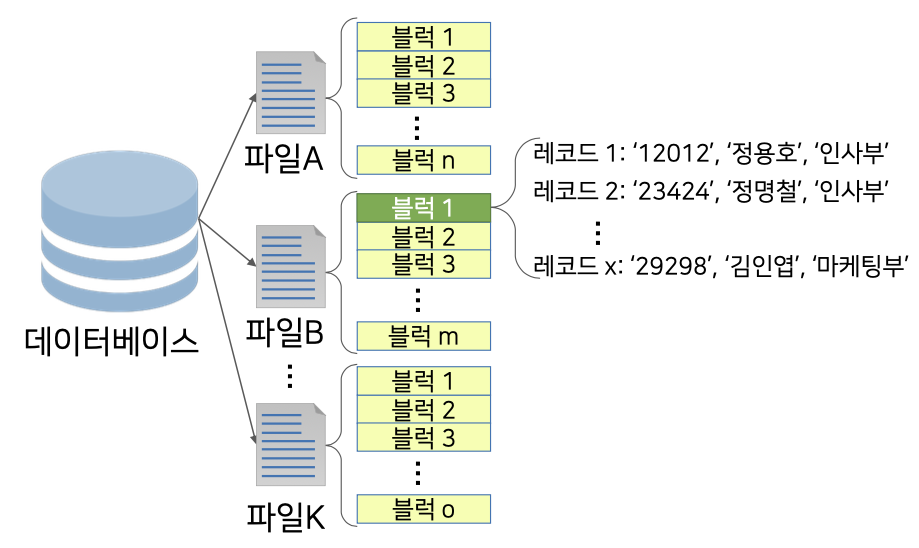 데이터베이스
파일A
블럭 1
블럭 2
블럭 3
⋮
블럭 n
파일B
블럭 1
블럭 2
블럭 3
⋮
블럭 m
레코드 1: ‘12012’, ‘정용호’, ‘인사부’
레코드 2: ‘23424’, ‘정명철’, ‘인사부’
⋮
레코드 x: ‘29298’, ‘김인엽’, ‘마케팅부’
⋮
파일K
블럭 1
블럭 2
블럭 3
⋮
블럭 o